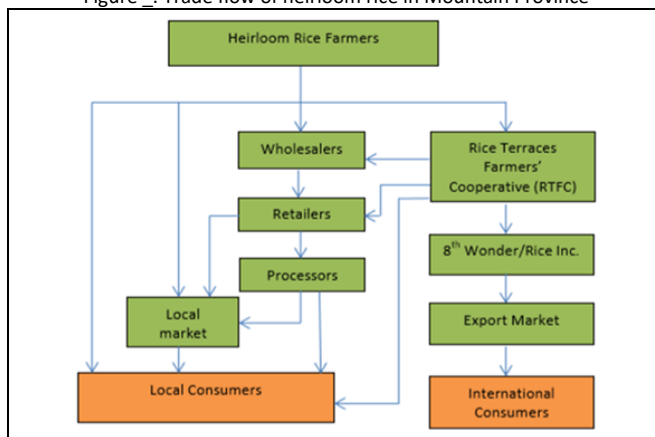 Figure _. Trade flow of heirloom rice in Mountain Province
Heirloom Rice Farmers
Wholesalers
Rice Terraces
Farmers'
Cooperative (RTFC)
Retailers
8th Wonder/Rice Inc.
Processors
Local
market
Export Market
Local Consumers
International
Consumers